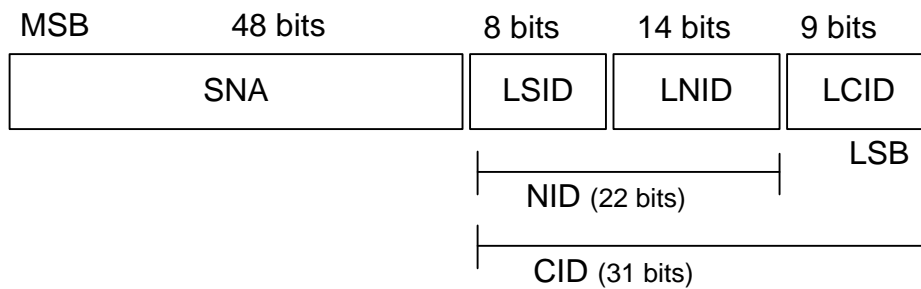 MSB 48 bits 8 bits 14 bits 9 bits
SNA LSID LNID LCID
LSB
NID (22 bits)
CID (31 bits)